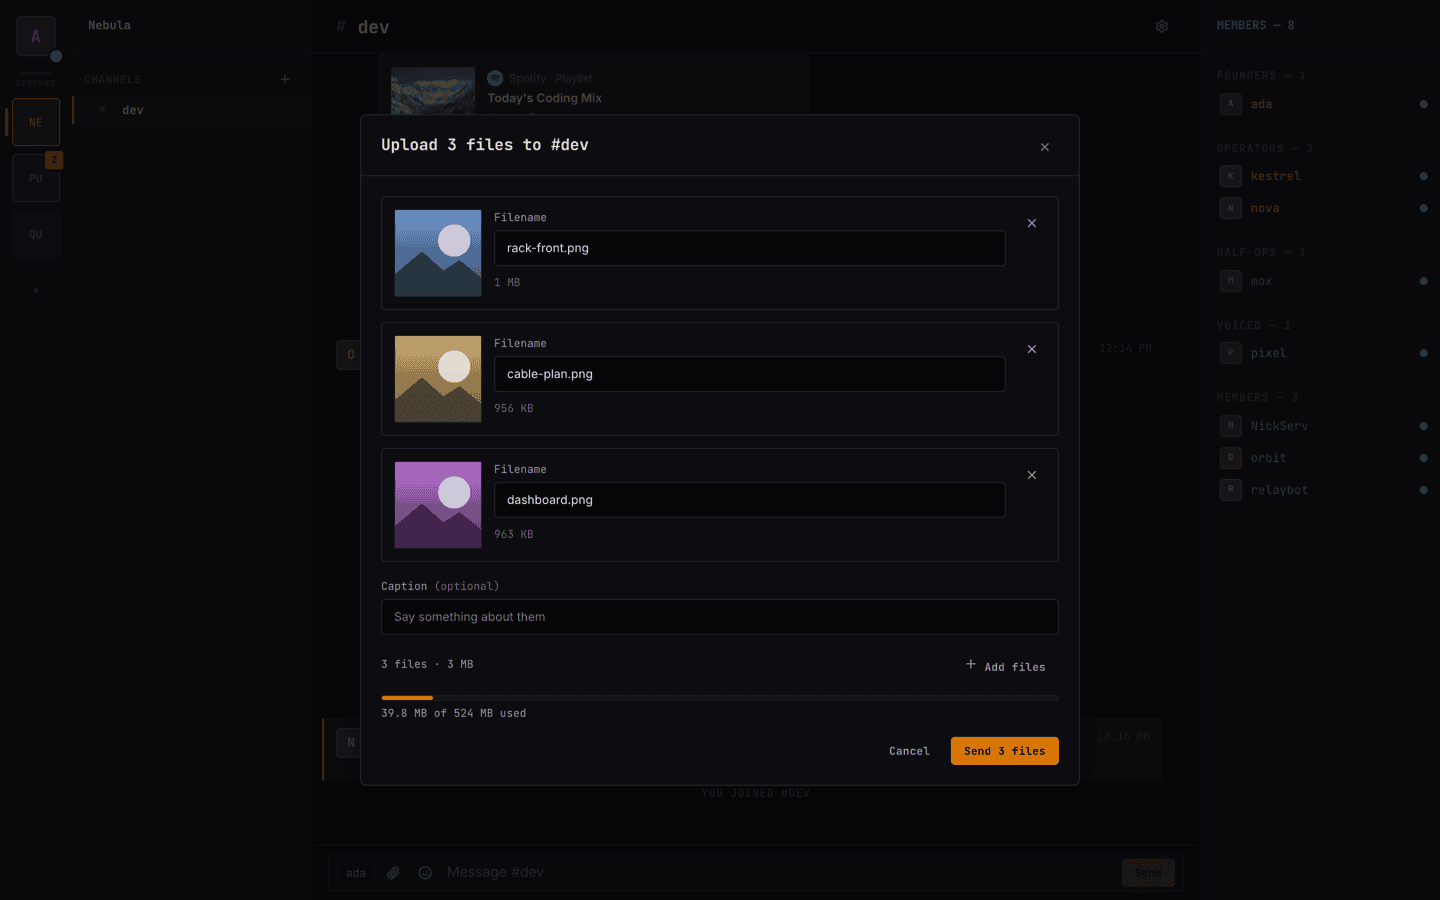 A
SERVERS
NE
2
PU
QU
+
Nebula
CHANNELS
+
# dev
# dev
Spotify · Playlist
Today's Coding Mix
Upload 3 files to #dev
Filename
rack-front.png
1 MB
Filename
cable-plan.png
956 KB
Filename
dashboard.png
963 KB
Caption (optional)
Say something about them
3 files · 3 MB
+ Add files
39.8 MB of 524 MB used
Cancel
Send 3 files
O
12:14 PM
N
12:16 PM
YOU JOINED #DEV
ada
Message #dev
Send
MEMBERS — 8
FOUNDERS — 1
A ada
OPERATORS — 2
K kestrel
N nova
HALF-OPS — 1
M mox
VOICED — 1
P pixel
MEMBERS — 3
N NickServ
O orbit
R relaybot